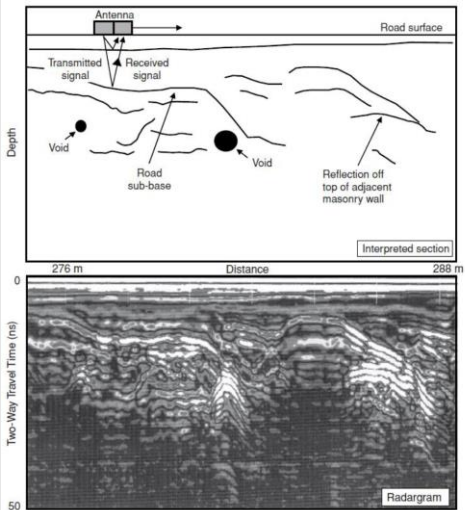 Antenna
Road surface
Transmitted
signal
Received
signal
Depth
Void
Road
sub-base
Void
Reflection off
top of adjacent
masonry wall
Interpreted section
276 m
Distance
288 m
0
Two-Way Travel Time (ns)
50
Radargram